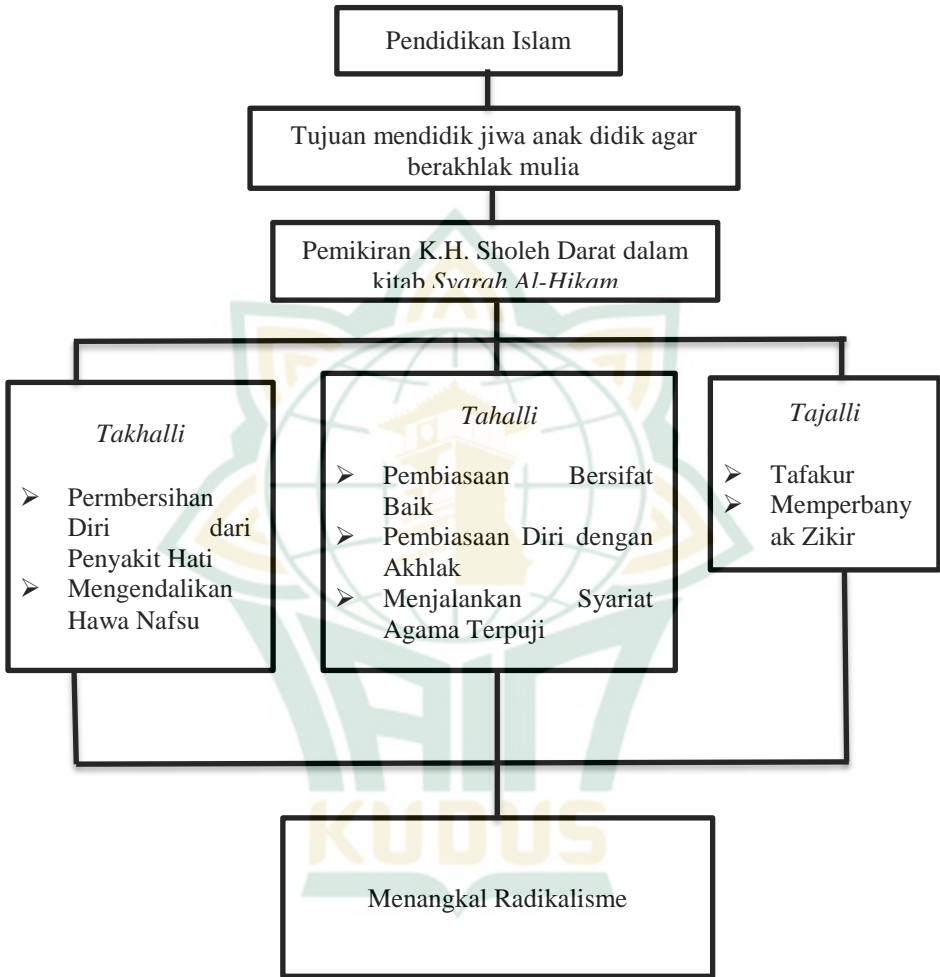 Pendidikan Islam
Tujuan mendidik jiwa anak didik agar
berakhlak mulia
Pemikiran K.H. Sholeh Darat dalam
kitab Syarah Al-Hikam
Takhalli
➢ Permbersihan
Diri dari
Penyakit Hati
➢ Mengendalikan
Hawa Nafsu
Tahalli
➢ Pembiasaan Bersifat
Baik
➢ Pembiasaan Diri dengan
Akhlak
➢ Menjalankan Syariat
Agama Terpuji
Tajalli
➢ Tafakur
➢ Memperbany
ak Zikir
IAIN
KUDUS
Menangkal Radikalisme